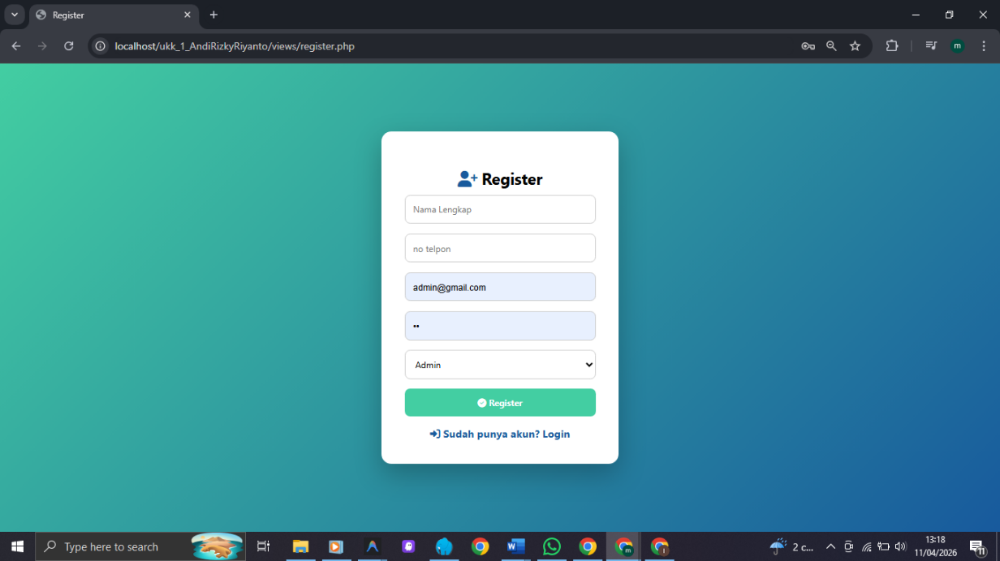 Register
localhost/ukk_1_AndiRizkyRiyanto/views/register.php
m
Register
Nama Lengkap
no telpon
admin@gmail.com
••
Admin
Register
Sudah punya akun? Login
Type here to search
2 c...
13:18
11/04/2026
11